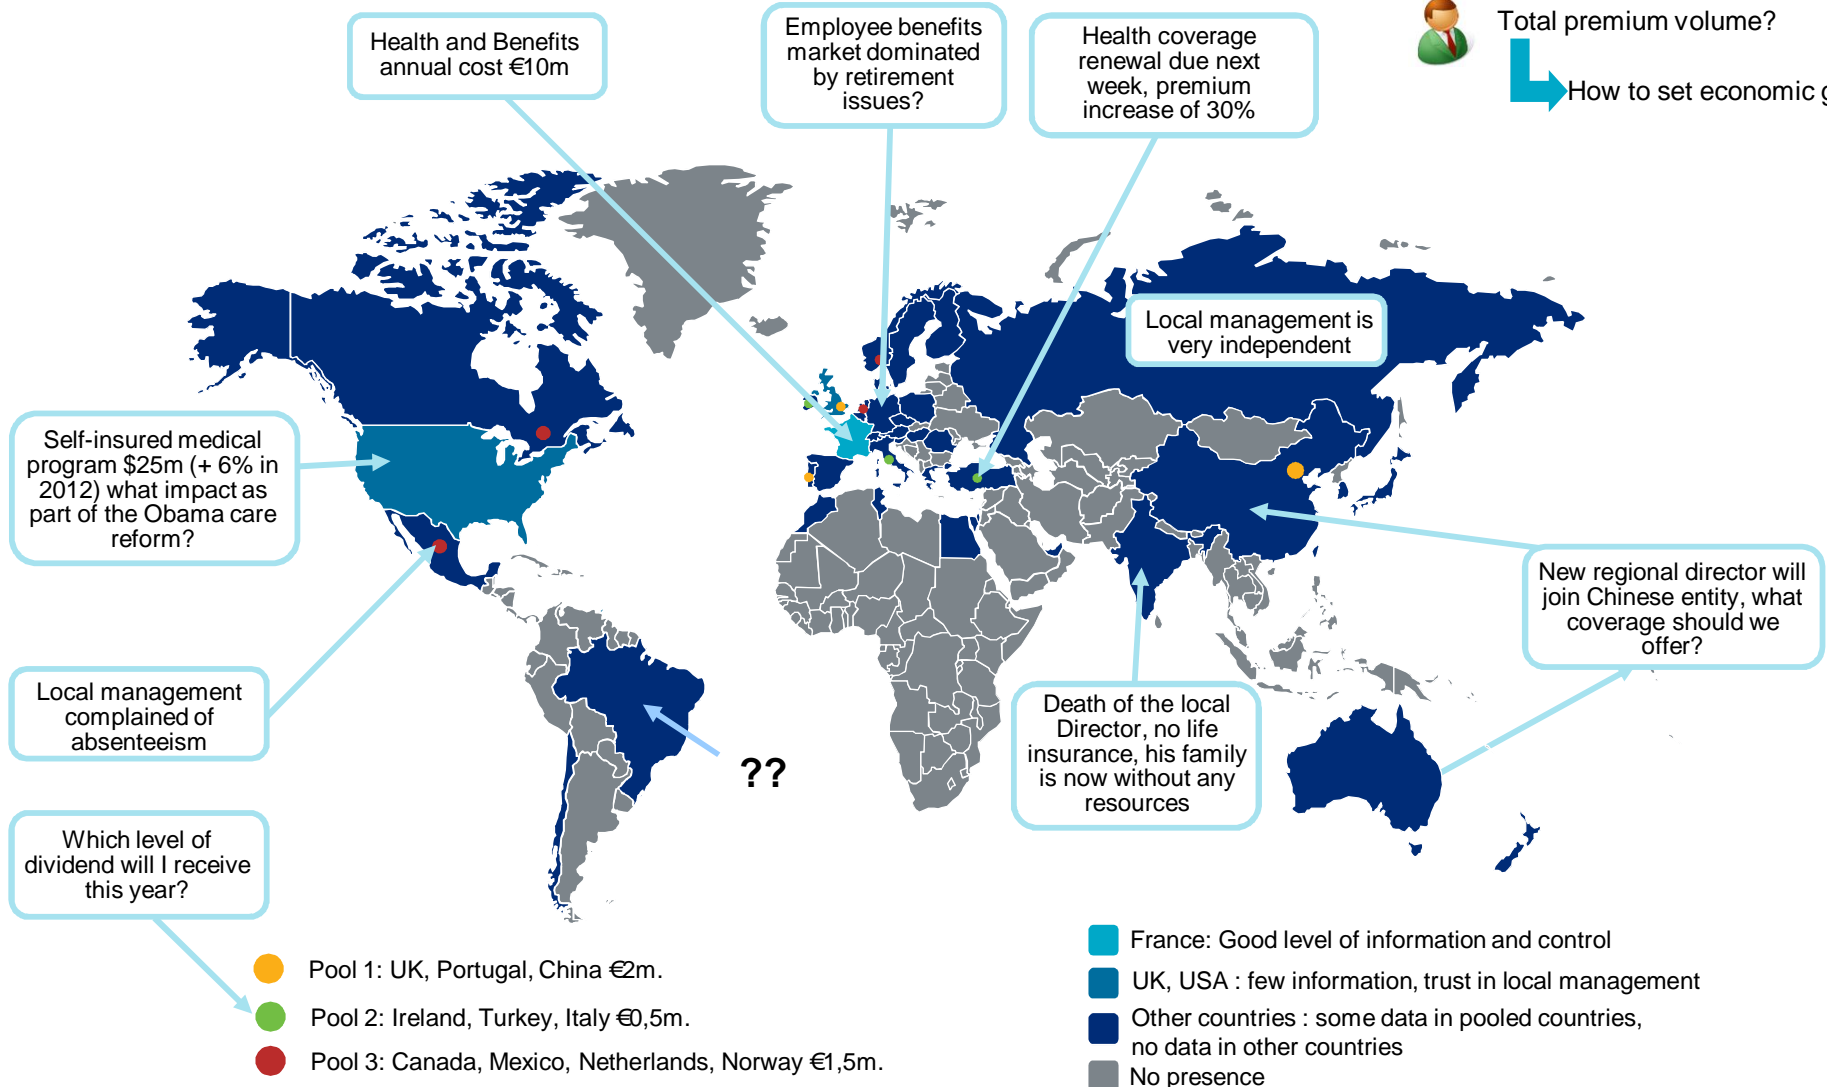 Total premium volume?
How to set economic g
Health and Benefits
annual cost €10m
Employee benefits
market dominated
by retirement
issues?
Health coverage
renewal due next
week, premium
increase of 30%
Local management is
very independent
Self-insured medical
program $25m (+ 6% in
2012) what impact as
part of the Obama care
reform?
New regional director will
join Chinese entity, what
coverage should we
offer?
Local management
complained of
absenteeism
Death of the local
Director, no life
insurance, his family
is now without any
resources
??
Which level of
dividend will I receive
this year?
Pool 1: UK, Portugal, China €2m.
Pool 2: Ireland, Turkey, Italy €0,5m.
Pool 3: Canada, Mexico, Netherlands, Norway €1,5m.
France: Good level of information and control
UK, USA : few information, trust in local management
Other countries : some data in pooled countries,
no data in other countries
No presence